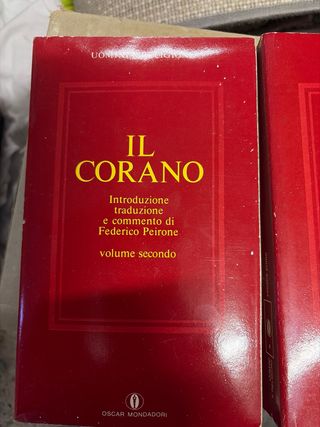 IL
CORANO
Introduzione
traduzione
e commento di
Federico Peirone
volume secondo
OSCAR MONDADORI